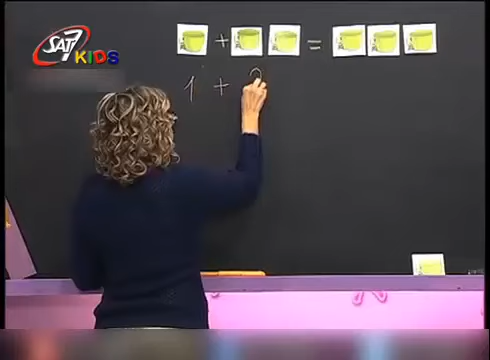 SAT7
KIDS
+ =
1 + 2